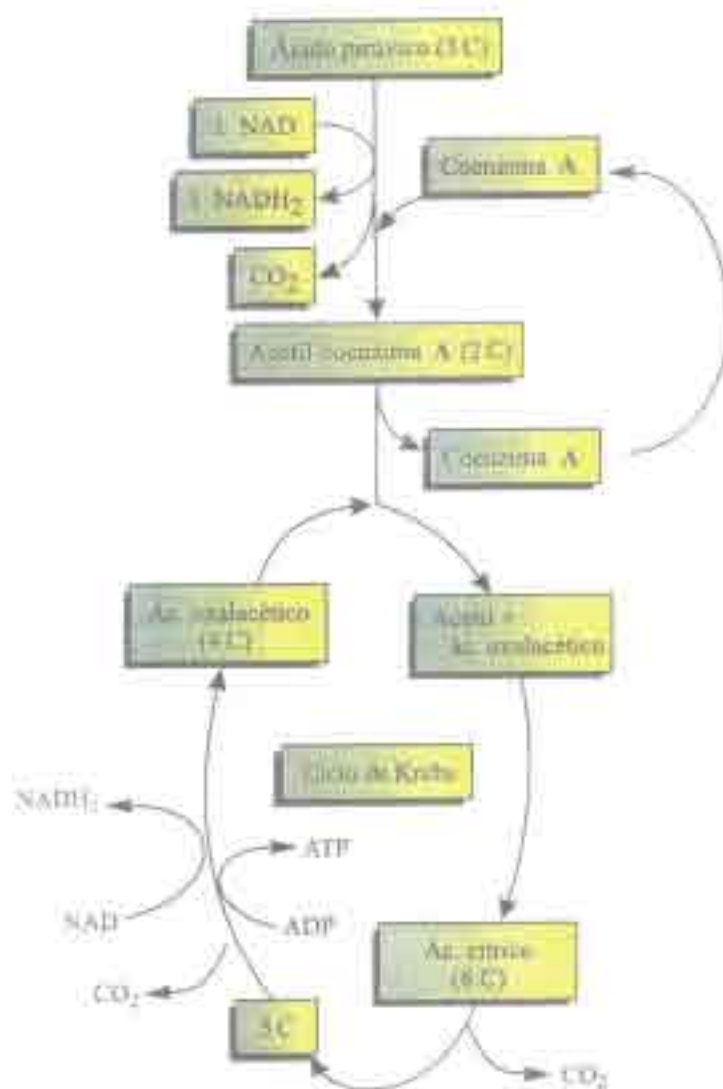 Ácido pirúvico (3 C)
1 NAD
Coenzima A
1 NADH2
CO2
Acetil coenzima A (2 C)
Coenzima A
Ac. oxalacético
(4 C)
Acetil +
ác. oxalacético
Ciclo de Krebs
NADH2
ATP
NAD
ADP
Ac. cítrico
(6 C)
CO2
5 C
CO2